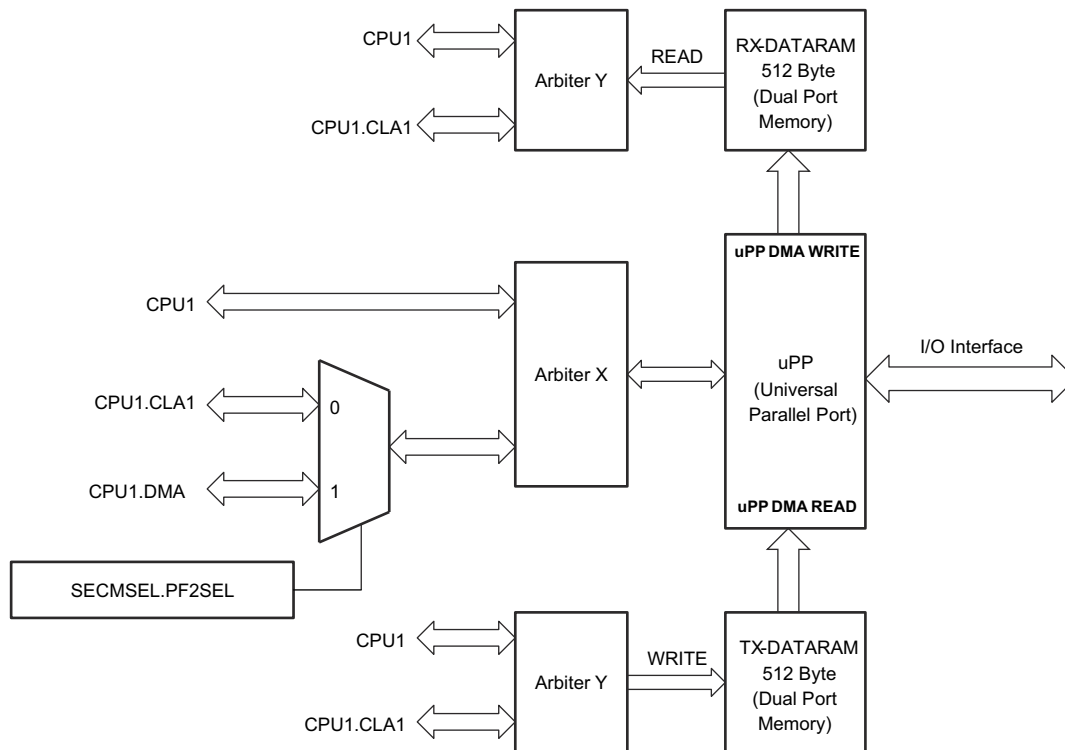 CPU1
CPU1.CLA1
Arbiter Y
READ
RX-DATARAM
512 Byte
(Dual Port
Memory)
CPU1
CPU1.CLA1
0
CPU1.DMA
1
SECMSEL.PF2SEL
Arbiter X
uPP DMA WRITE
uPP
(Universal
Parallel Port)
uPP DMA READ
I/O Interface
CPU1
CPU1.CLA1
Arbiter Y
WRITE
TX-DATARAM
512 Byte
(Dual Port
Memory)